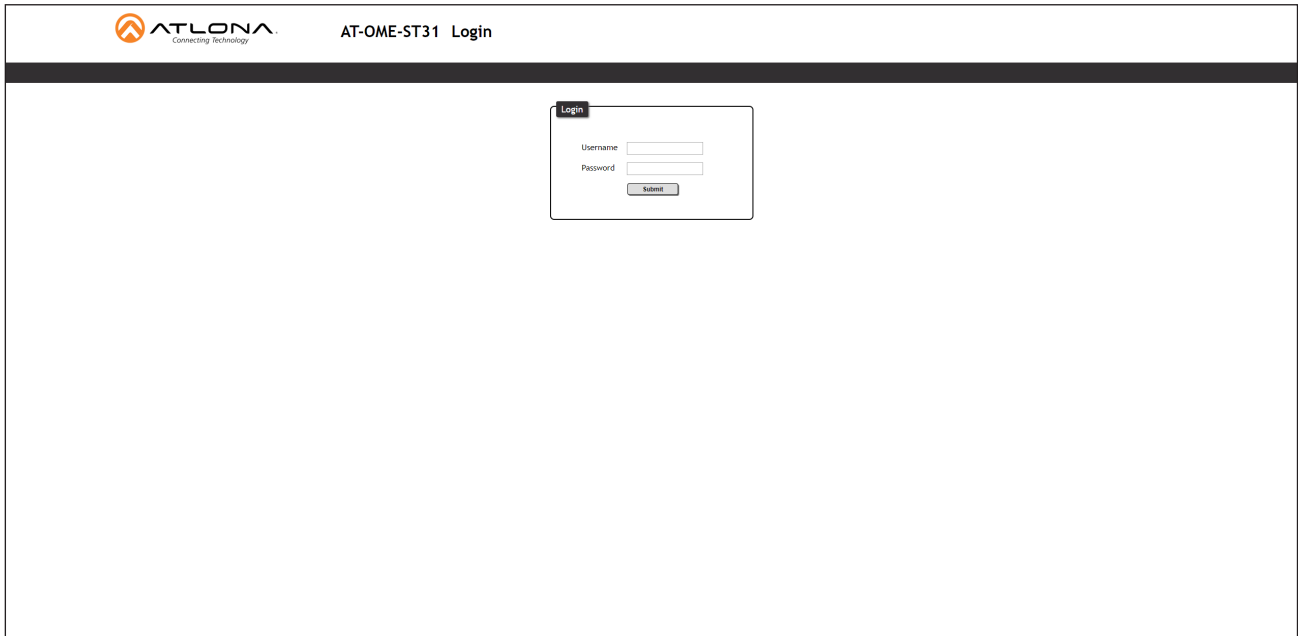 ATLONA.
Connecting Technology
AT-OME-ST31 Login
Login
Username
Password
Submit